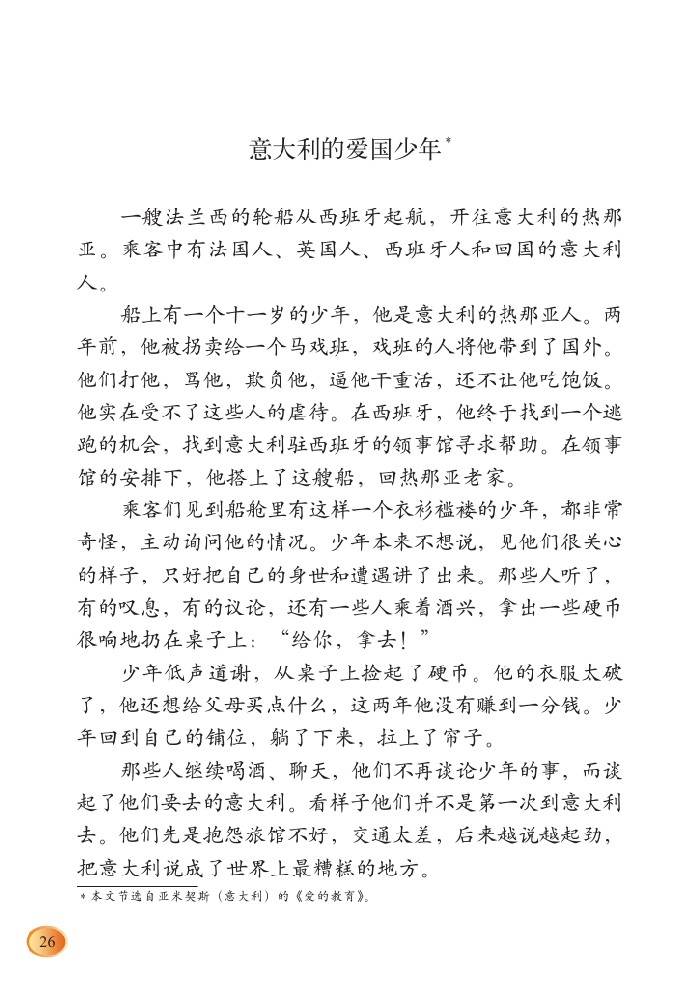 意大利的爱国少年*
一艘法兰西的轮船从西班牙起航，开往意大利的热那
亚。乘客中有法国人、英国人、西班牙人和回国的意大利
人。
船上有一个十一岁的少年，他是意大利的热那亚人。两
年前，他被拐卖给一个马戏班，戏班的人将他带到了国外。
他们打他，骂他，欺负他，逼他干重活，还不让他吃饱饭。
他实在受不了这些人的虐待。在西班牙，他终于找到一个逃
跑的机会，找到意大利驻西班牙的领事馆寻求帮助。在领事
馆的安排下，他搭上了这艘船，回热那亚老家。
乘客们见到船舱里有这样一个衣衫褴褛的少年，都非常
奇怪，主动询问他的情况。少年本来不想说，见他们很关心
的样子，只好把自己的身世和遭遇讲了出来。那些人听了，
有的叹息，有的议论，还有一些人乘着酒兴，拿出一些硬币
很响地扔在桌子上：“给你，拿去！”
少年低声道谢，从桌子上捡起了硬币。他的衣服太破
了，他还想给父母买点什么，这两年他没有赚到一分钱。少
年回到自己的铺位，躺了下来，拉上了帘子。
那些人继续喝酒、聊天，他们不再谈论少年的事，而谈
起了他们要去的意大利。看样子他们并不是第一次到意大利
去。他们先是抱怨旅馆不好，交通太差，后来越说越起劲，
把意大利说成了世界上最糟糕的地方。
* 本文节选自亚米契斯（意大利）的《爱的教育》。
26